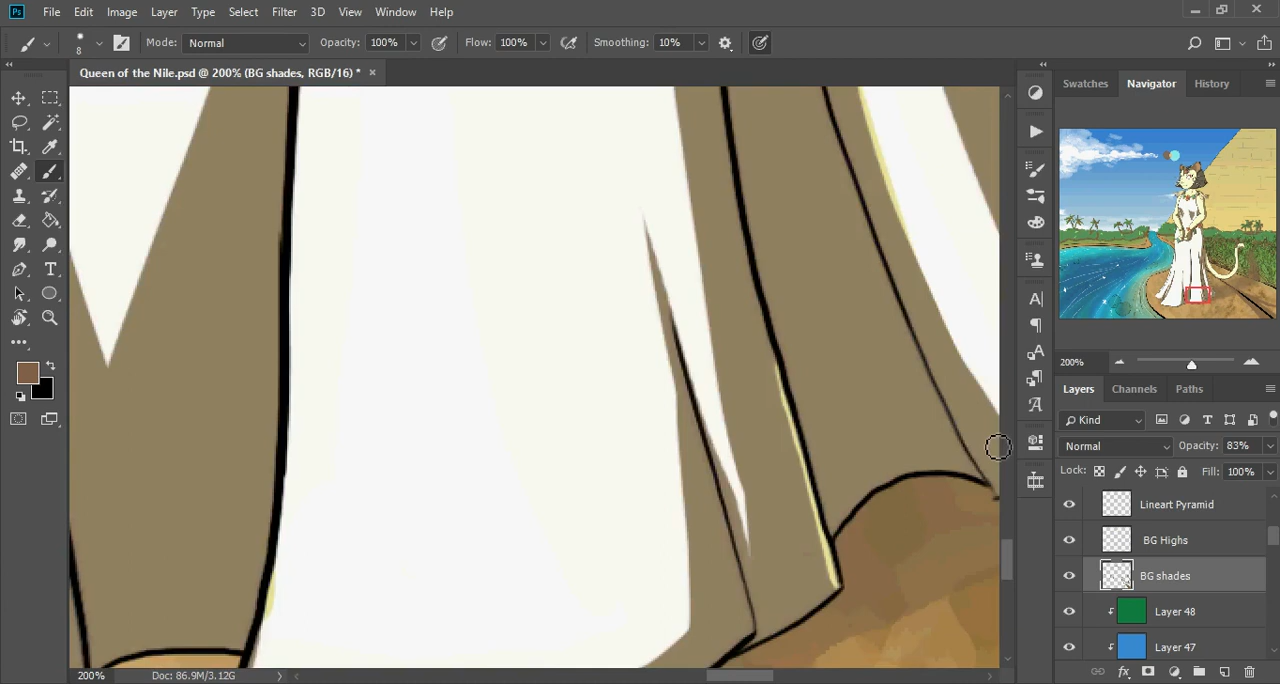 Ps File Edit Image Layer Type Select Filter 3D View Window Help
8 Mode: Normal Opacity: 100% Flow: 100% Smoothing: 10%
Queen of the Nile.psd @ 200% (BG shades, RGB/16) * ×
Swatches Navigator History
200%
Layers Channels Paths
Kind
Normal Opacity: 83%
Lock: Fill: 100%
Lineart Pyramid
BG Highs
BG shades
Layer 48
Layer 47
200% Doc: 86.9M/3.12G